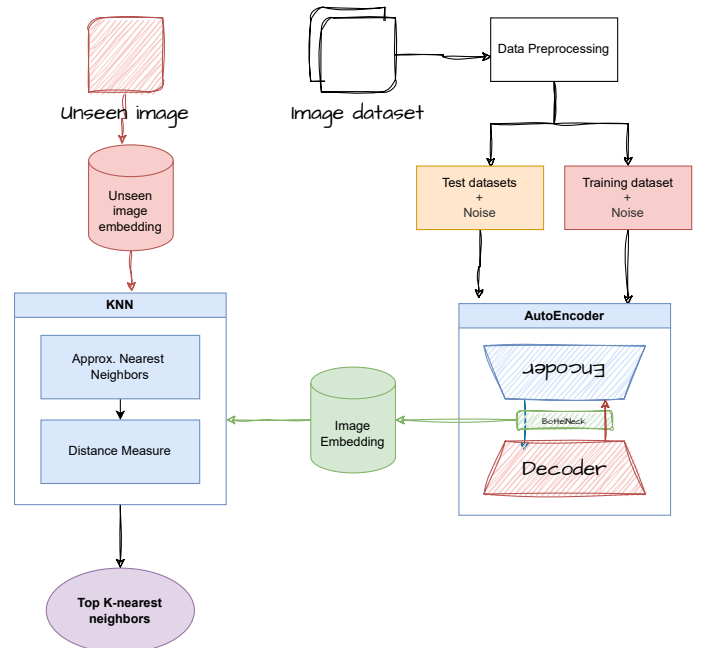 Data Preprocessing
Unseen image
Image dataset
Unseen
image
embedding
Test datasets
+
Noise
Training dataset
+
Noise
KNN
AutoEncoder
Approx. Nearest
Neighbors
Encoder
Image
Embedding
BottelNeck
Distance Measure
Decoder
Top K-nearest
neighbors